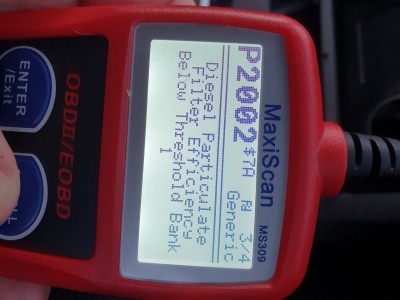 MaxiScan MS309
P2002 $7A Pd 3/4
Generic
Diesel Particulate
Filter Efficiency
Below Threshold Bank
1
OBDII/EOBD
ENTER
/Exit